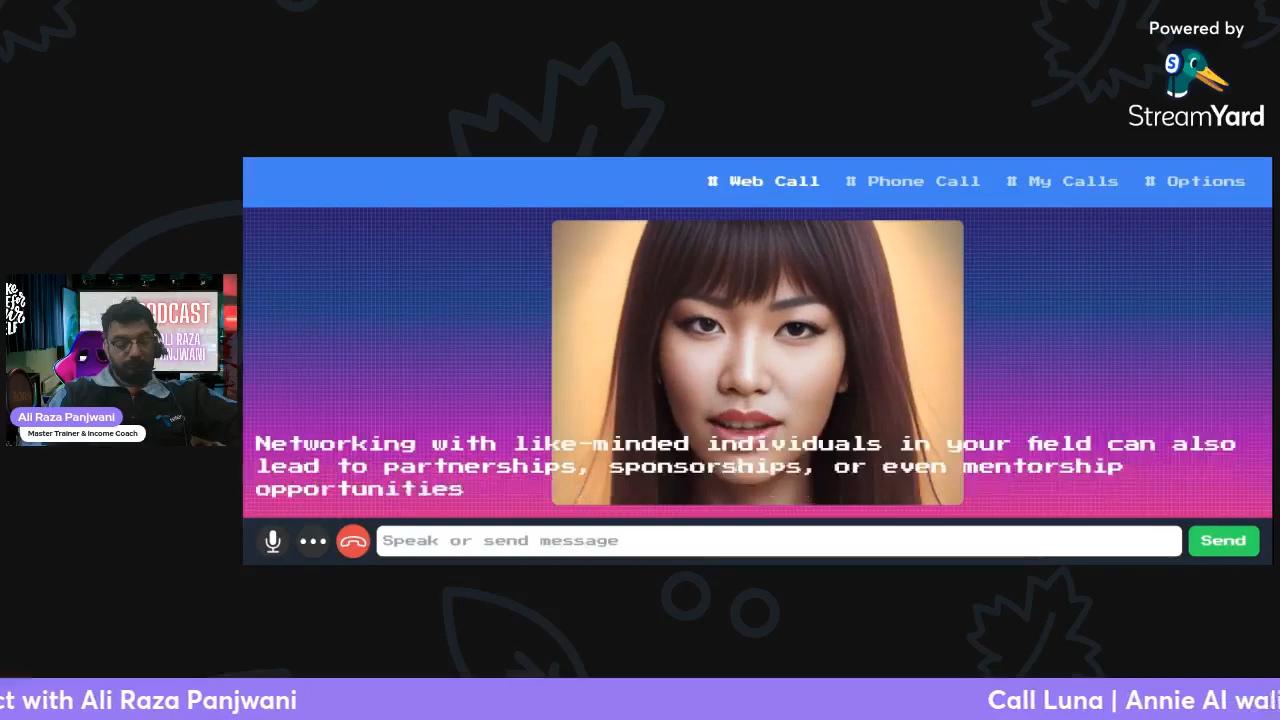 Powered by
S
StreamYard
# Web Call # Phone Call # My Calls # Options
PODCAST
ALI RAZA
PANJWANI
Ali Raza Panjwani
Master Trainer & Income Coach
Networking with like-minded individuals in your field can also
lead to partnerships, sponsorships, or even mentorship
opportunities
Speak or send message
Send
ct with Ali Raza Panjwani
Call Luna | Annie AI wali